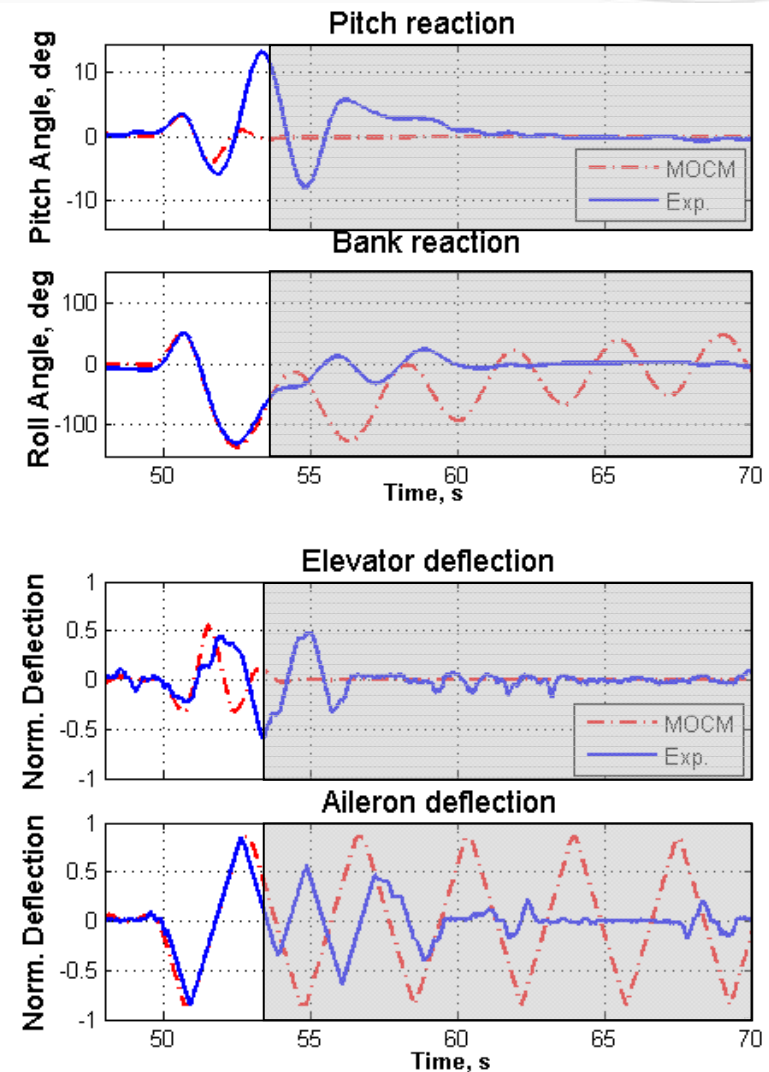 Pitch reaction
Pitch Angle, deg
10
0
-10
MOCM
Exp.
Bank reaction
Roll Angle, deg
100
0
-100
50
55
60
65
70
Time, s
Elevator deflection
Norm. Deflection
1
0.5
0
-0.5
-1
MOCM
Exp.
Aileron deflection
Norm. Deflection
1
0.5
0
-0.5
-1
50
55
60
65
70
Time, s